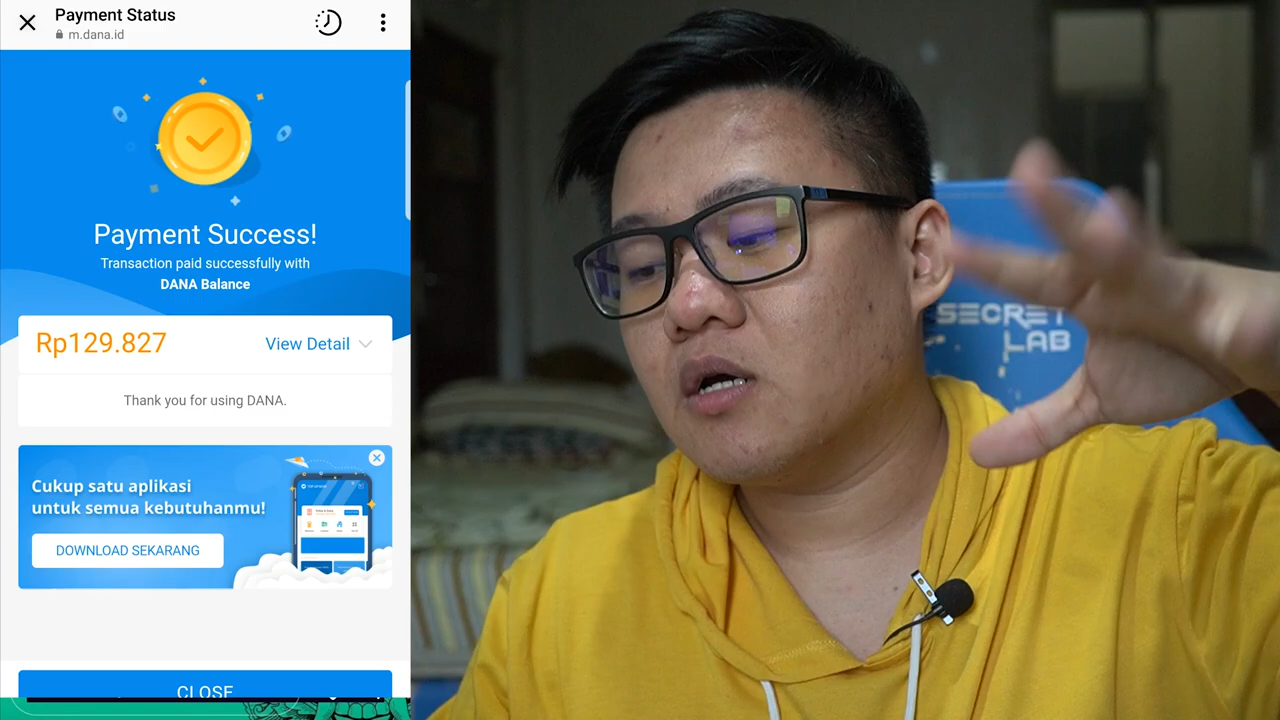 Payment Status
m.dana.id
Payment Success!
Transaction paid successfully with
DANA Balance
Rp129.827
View Detail
Thank you for using DANA.
Cukup satu aplikasi
untuk semua kebutuhanmu!
DOWNLOAD SEKARANG
CLOSE
SECRET
LAB